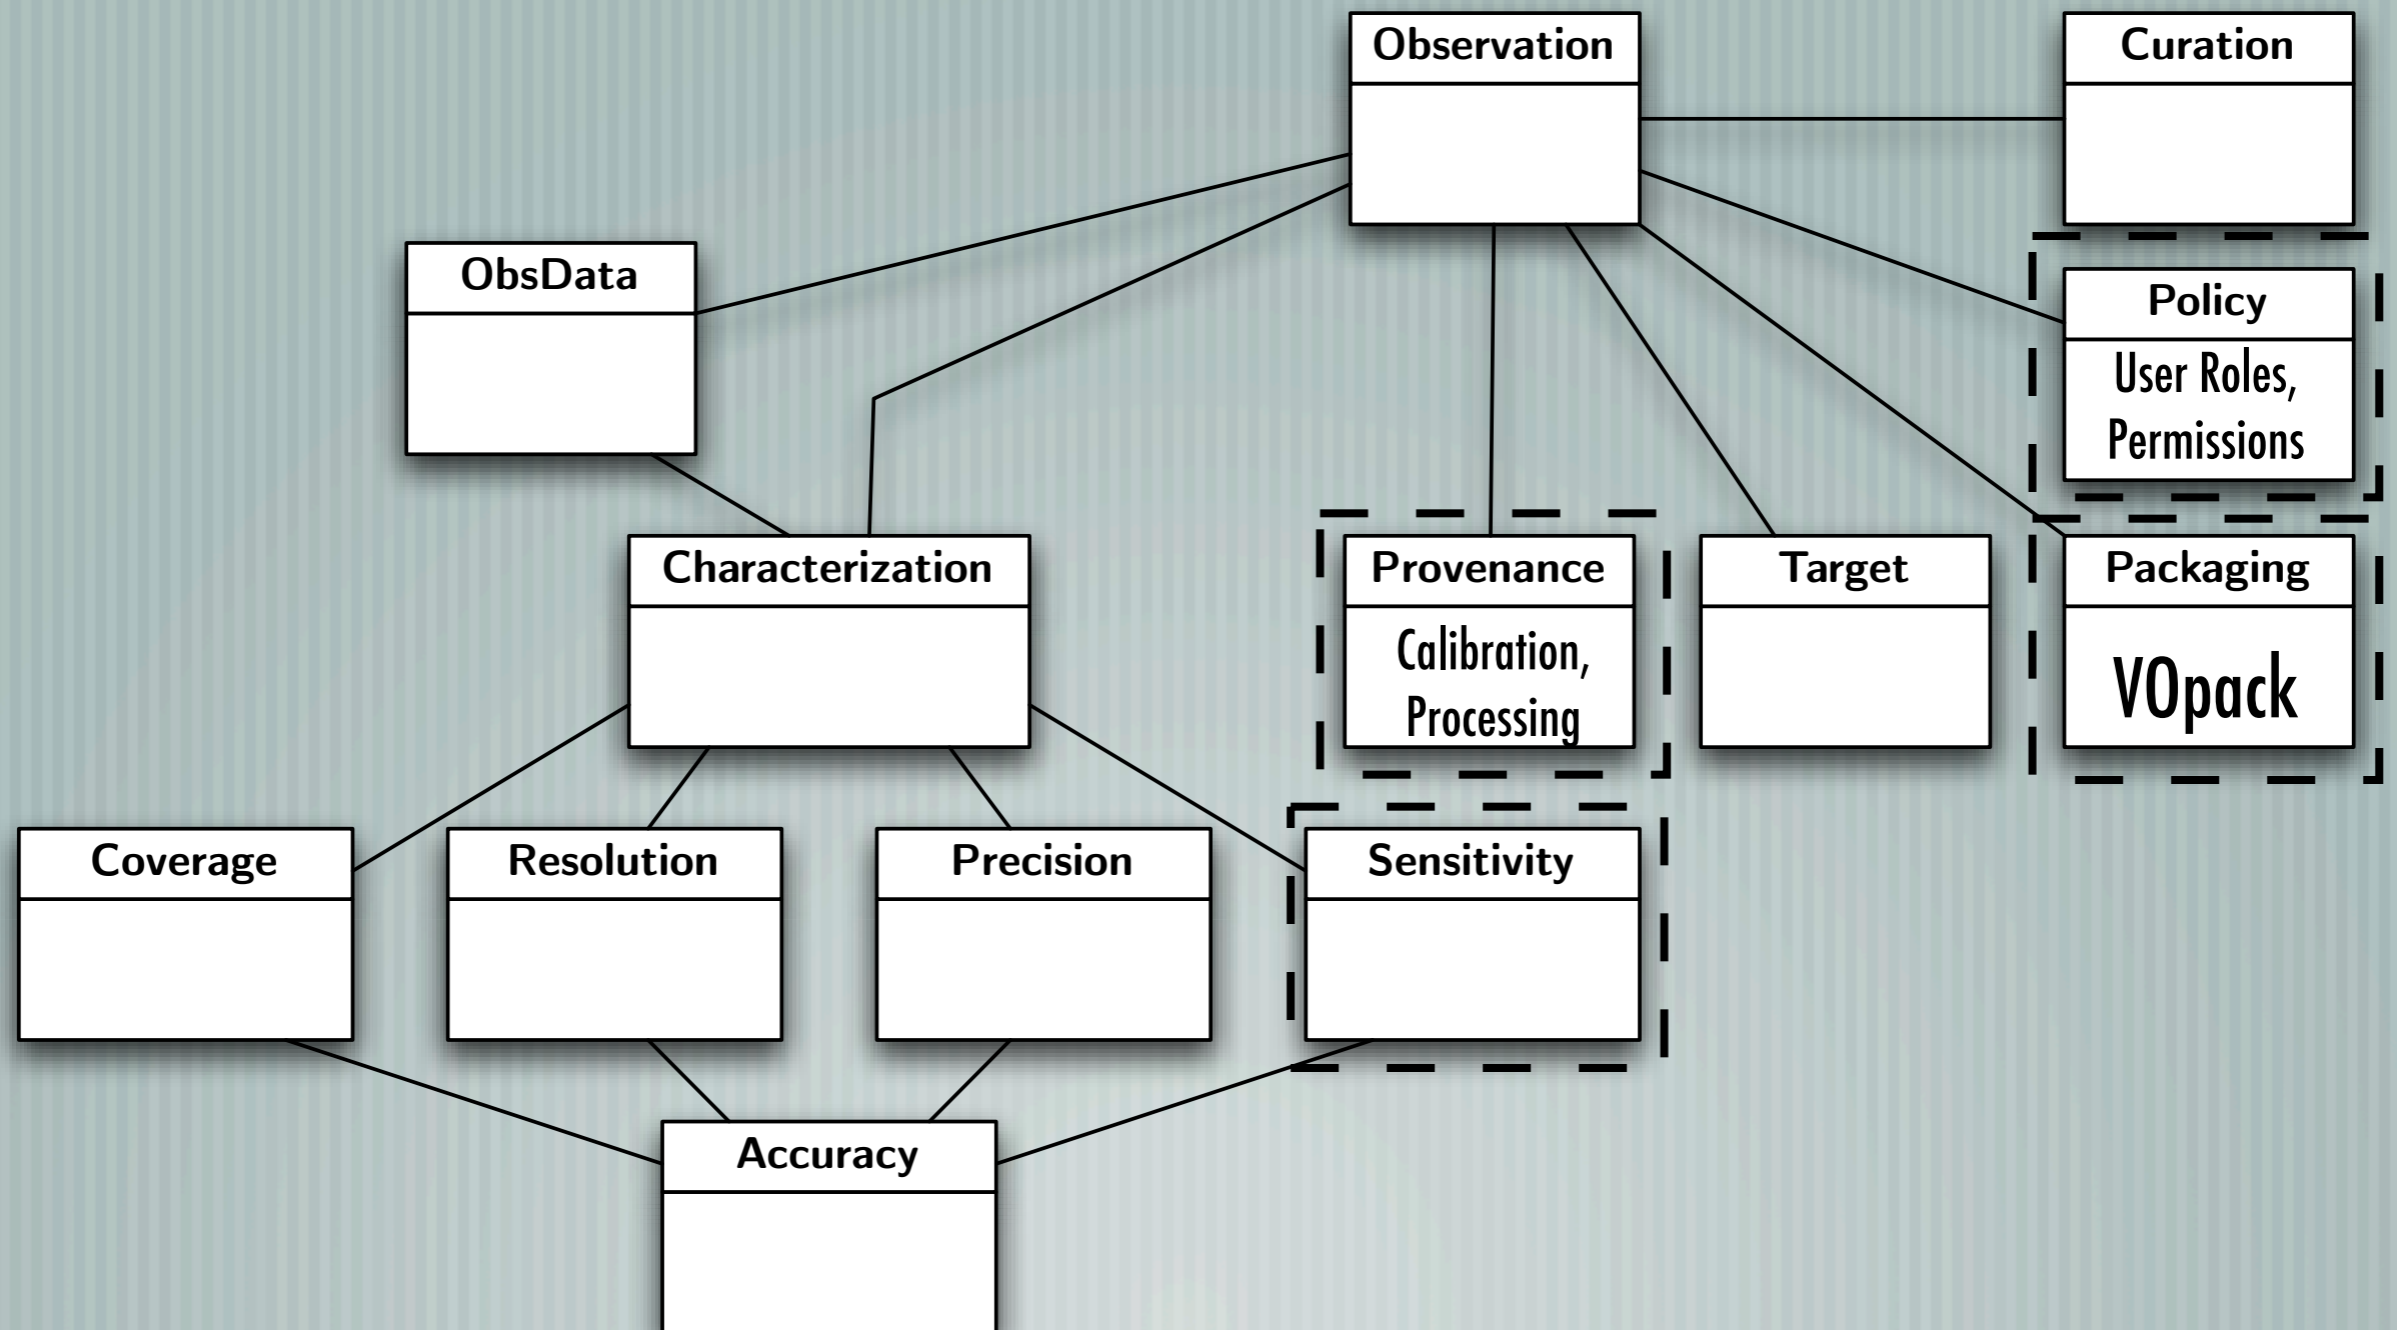 Observation
Curation
ObsData
Policy
User Roles,
Permissions
Characterization
Provenance
Calibration,
Processing
Target
Packaging
VOpack
Coverage
Resolution
Precision
Sensitivity
Accuracy